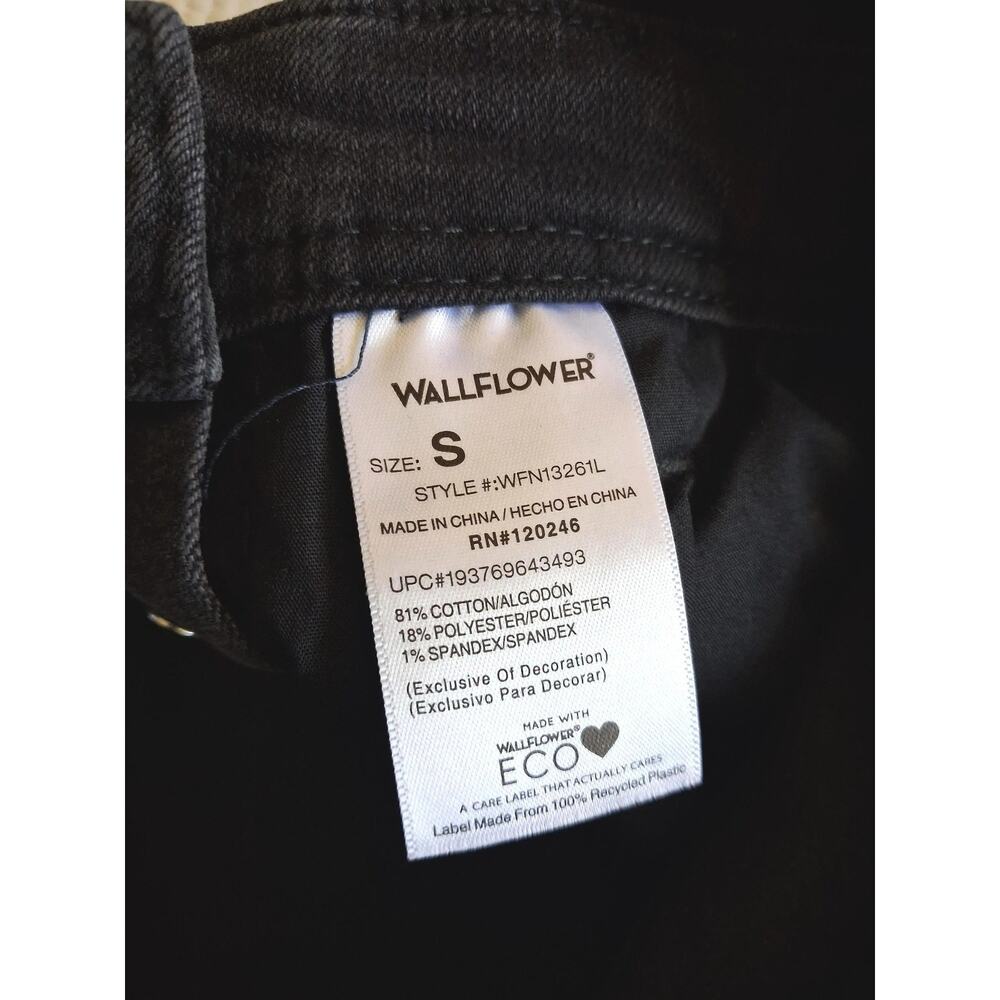 WALLFLOWER®
SIZE: S
STYLE #:WFN13261L
MADE IN CHINA / HECHO EN CHINA
RN#120246
UPC#193769643493
81% COTTON/ALGODÓN
18% POLYESTER/POLIÉSTER
1% SPANDEX/SPANDEX
(Exclusive Of Decoration)
(Exclusivo Para Decorar)
MADE WITH
WALLFLOWER®
ECO
A CARE LABEL THAT ACTUALLY CARES
Label Made From 100% Recycled Plastic